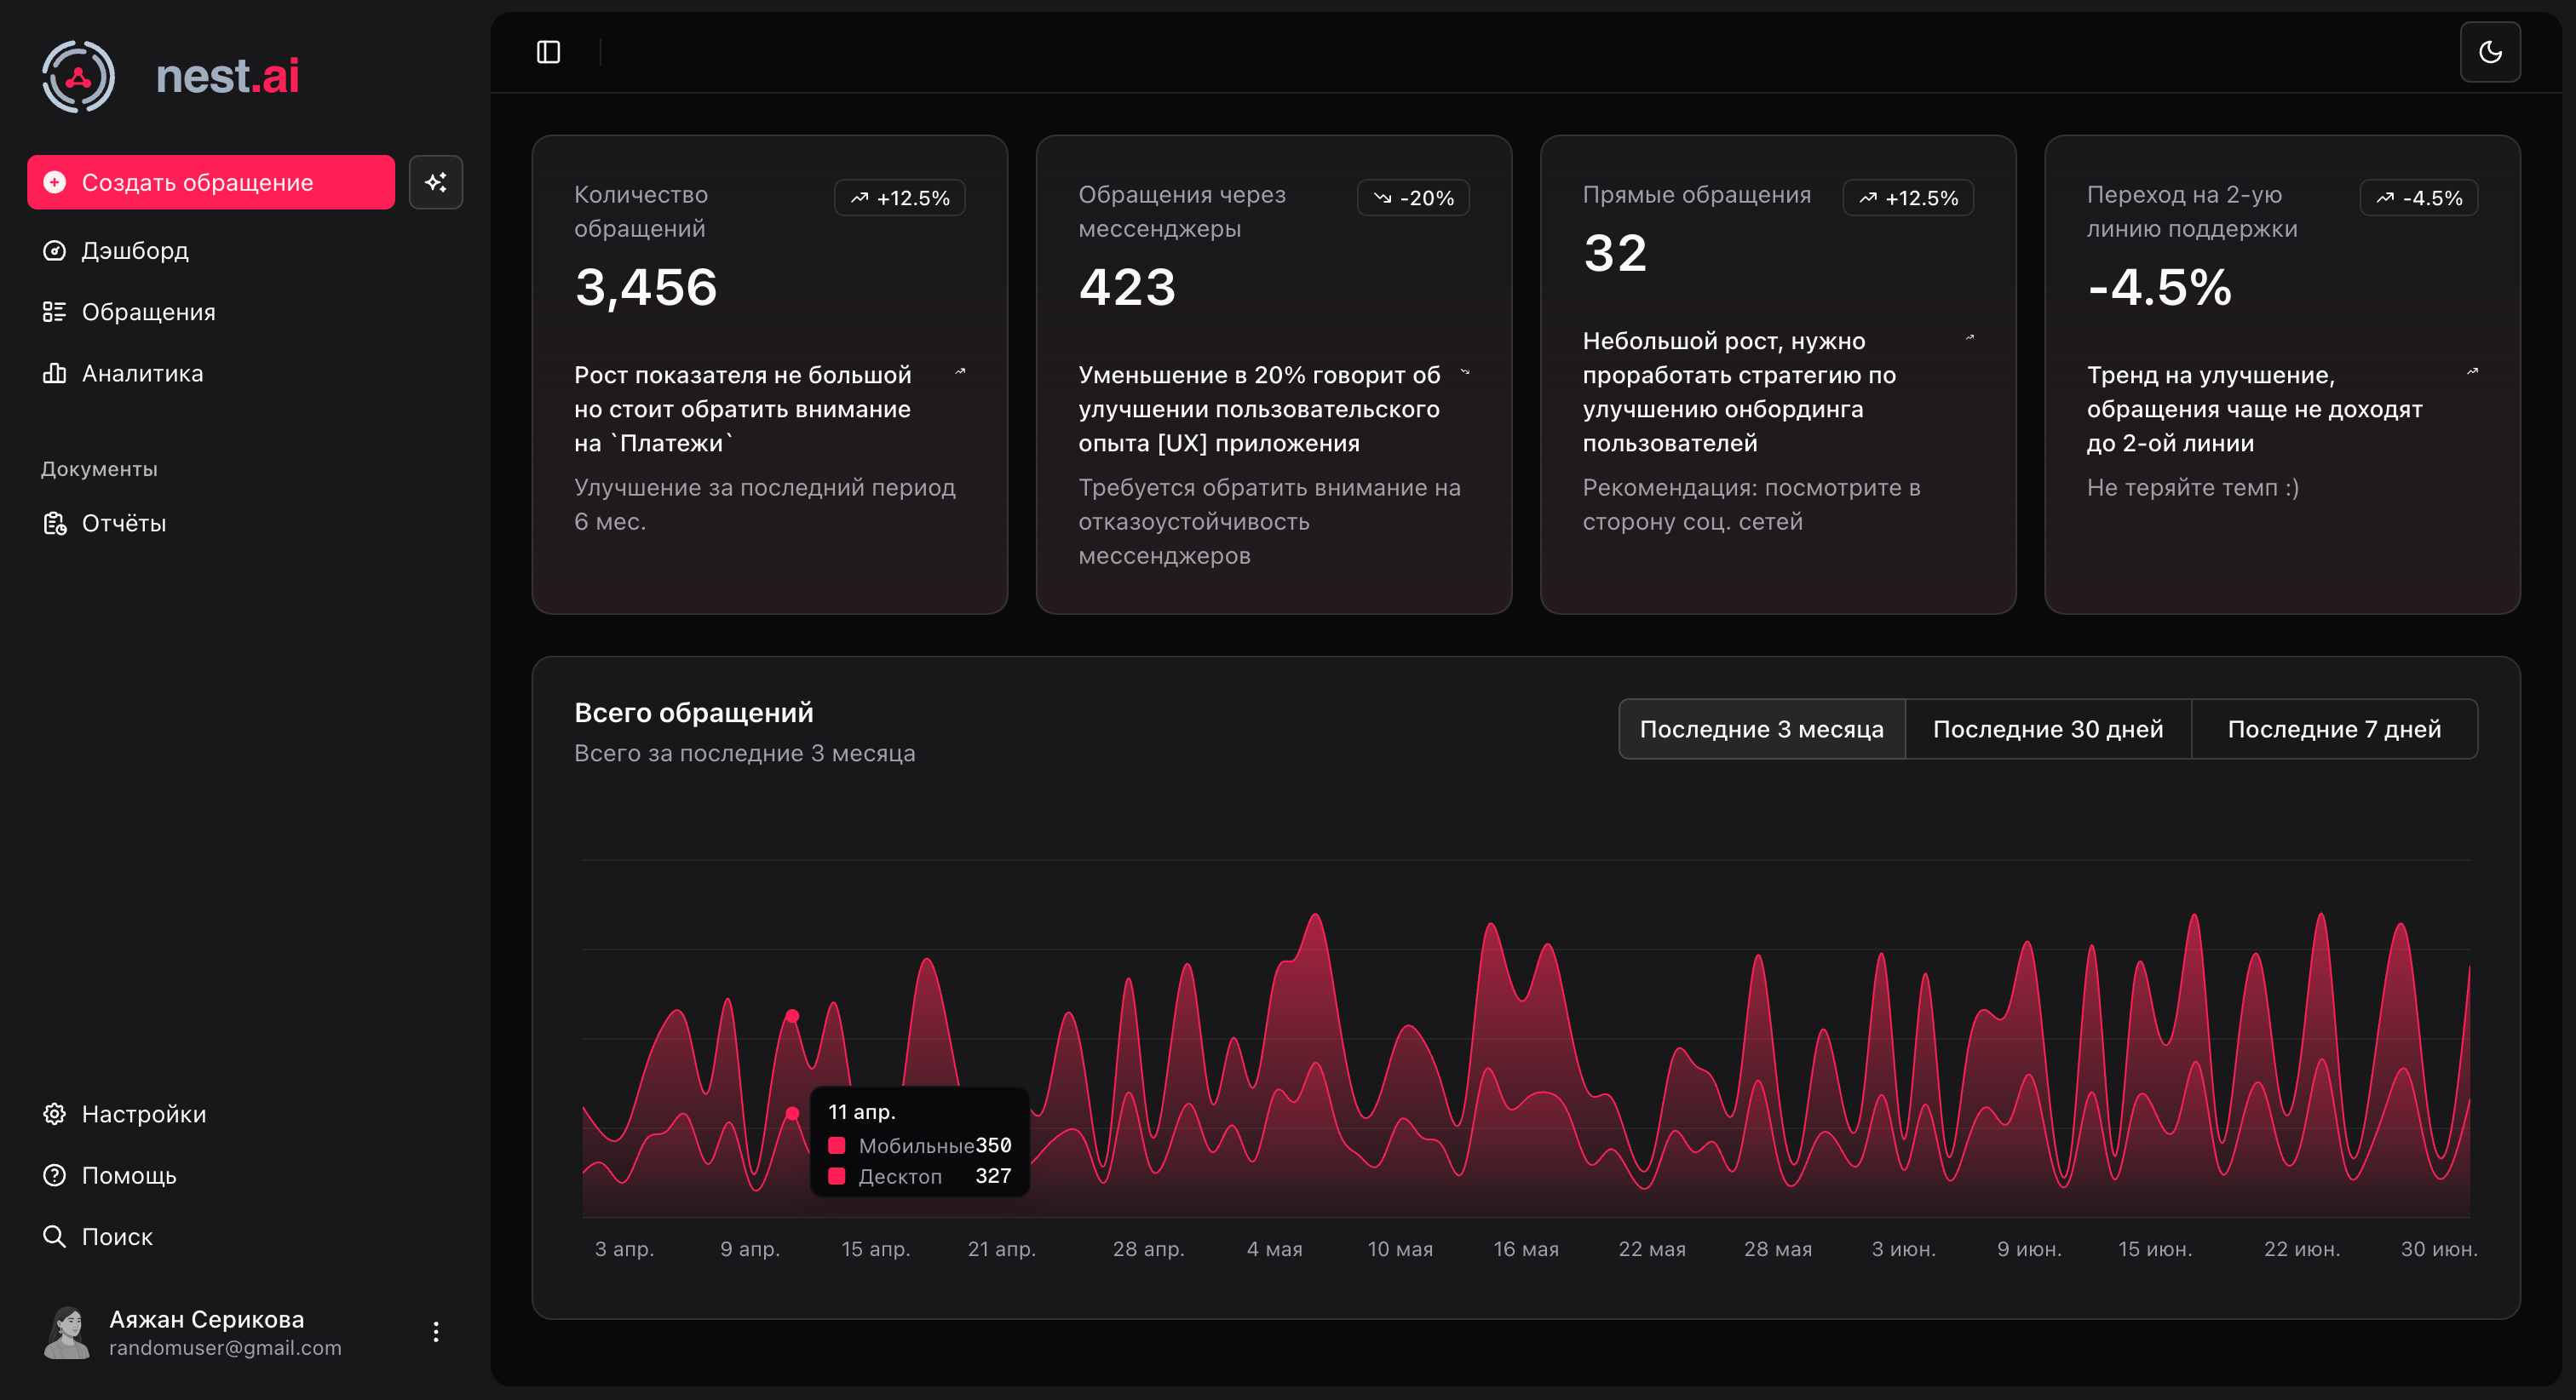 nest.ai
Создать обращение
Дэшборд
Обращения
Аналитика
Документы
Отчёты
Настройки
Помощь
Поиск
Аяжан Серикова
randomuser@gmail.com
Количество
обращений
+12.5%
3,456
Рост показателя не большой
но стоит обратить внимание
на `Платежи`
Улучшение за последний период
6 мес.
Обращения через
мессенджеры
-20%
423
Уменьшение в 20% говорит об
улучшении пользовательского
опыта [UX] приложения
Требуется обратить внимание на
отказоустойчивость
мессенджеров
Прямые обращения
+12.5%
32
Небольшой рост, нужно
проработать стратегию по
улучшению онбординга
пользователей
Рекомендация: посмотрите в
сторону соц. сетей
Переход на 2-ую
линию поддержки
-4.5%
-4.5%
Тренд на улучшение,
обращения чаще не доходят
до 2-ой линии
Не теряйте темп :)
Всего обращений
Всего за последние 3 месяца
Последние 3 месяца
Последние 30 дней
Последние 7 дней
11 апр.
Мобильные 350
Десктоп 327
3 апр.
9 апр.
15 апр.
21 апр.
28 апр.
4 мая
10 мая
16 мая
22 мая
28 мая
3 июн.
9 июн.
15 июн.
22 июн.
30 июн.